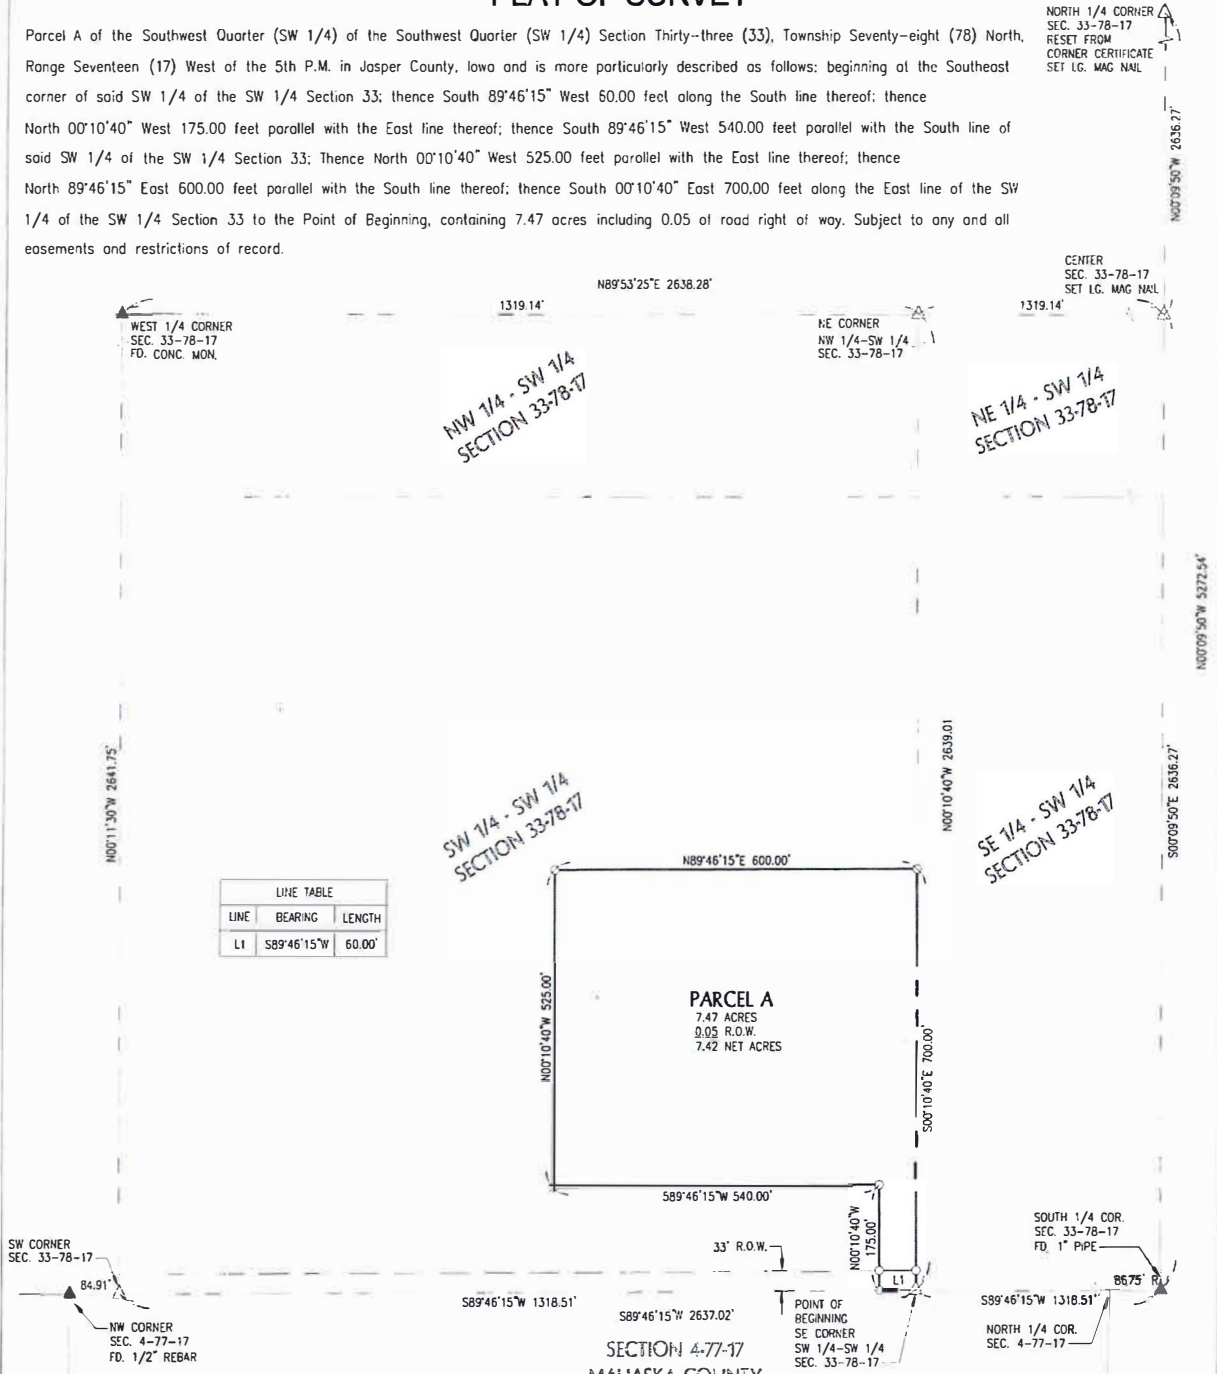 PLAT OF SURVEY
Parcel A of the Southwest Quarter (SW 1/4) of the Southwest Quarter (SW 1/4) Section Thirty-three (33), Township Seventy-eight (78) North,
Range Seventeen (17) West of the 5th P.M. in Jasper County, Iowa and is more particularly described as follows: beginning at the Southeast
corner of said SW 1/4 of the SW 1/4 Section 33; thence South 89°46'15" West 60.00 feet along the South line thereof; thence
North 00°10'40" West 175.00 feet parallel with the East line thereof; thence South 89°46'15" West 540.00 feet parallel with the South line of
said SW 1/4 of the SW 1/4 Section 33; Thence North 00°10'40" West 525.00 feet parallel with the East line thereof; thence
North 89°46'15" East 600.00 feet parallel with the South line thereof; thence South 00°10'40" East 700.00 feet along the East line of the SW
1/4 of the SW 1/4 Section 33 to the Point of Beginning, containing 7.47 acres including 0.05 of road right of way. Subject to any and all
easements and restrictions of record.
NORTH 1/4 CORNER
SEC. 33-78-17
RESET FROM
CORNER CERTIFICATE
SET LG. MAG NAIL
N00°09'50"W 2636.27'
CENTER
SEC. 33-78-17
SET LG. MAG NAIL
N89°53'25"E 2638.28'
1319.14'
1319.14'
WEST 1/4 CORNER
SEC. 33-78-17
FD. CONC. MON.
NE CORNER
NW 1/4-SW 1/4
SEC. 33-78-17
NW 1/4 - SW 1/4
SECTION 33-78-17
NE 1/4 - SW 1/4
SECTION 33-78-17
N00°09'50"W 5272.54'
N00°11'30"W 2641.75'
N00°10'40"W 2639.01
S00°09'50"E 2636.27'
SW 1/4 - SW 1/4
SECTION 33-78-17
SE 1/4 - SW 1/4
SECTION 33-78-17
N89°46'15"E 600.00'
LINE TABLE
LINE BEARING LENGTH
L1 S89°46'15"W 60.00'
N00°10'40"W 525.00'
PARCEL A
7.47 ACRES
0.05 R.O.W.
7.42 NET ACRES
S00°10'40"E 700.00'
S89°46'15"W 540.00'
N00°10'40"W
175.00'
33' R.O.W.
L1
SW CORNER
SEC. 33-78-17
84.91'
NW CORNER
SEC. 4-77-17
FD. 1/2" REBAR
S89°46'15"W 1318.51'
S89°46'15"W 2637.02'
POINT OF
BEGINNING
SE CORNER
SW 1/4-SW 1/4
SEC. 33-78-17
SOUTH 1/4 COR.
SEC. 33-78-17
FD. 1" PIPE
86.75' R
S89°46'15"W 1318.51'
NORTH 1/4 COR.
SEC. 4-77-17
SECTION 4-77-17
MAHASKA COUNTY